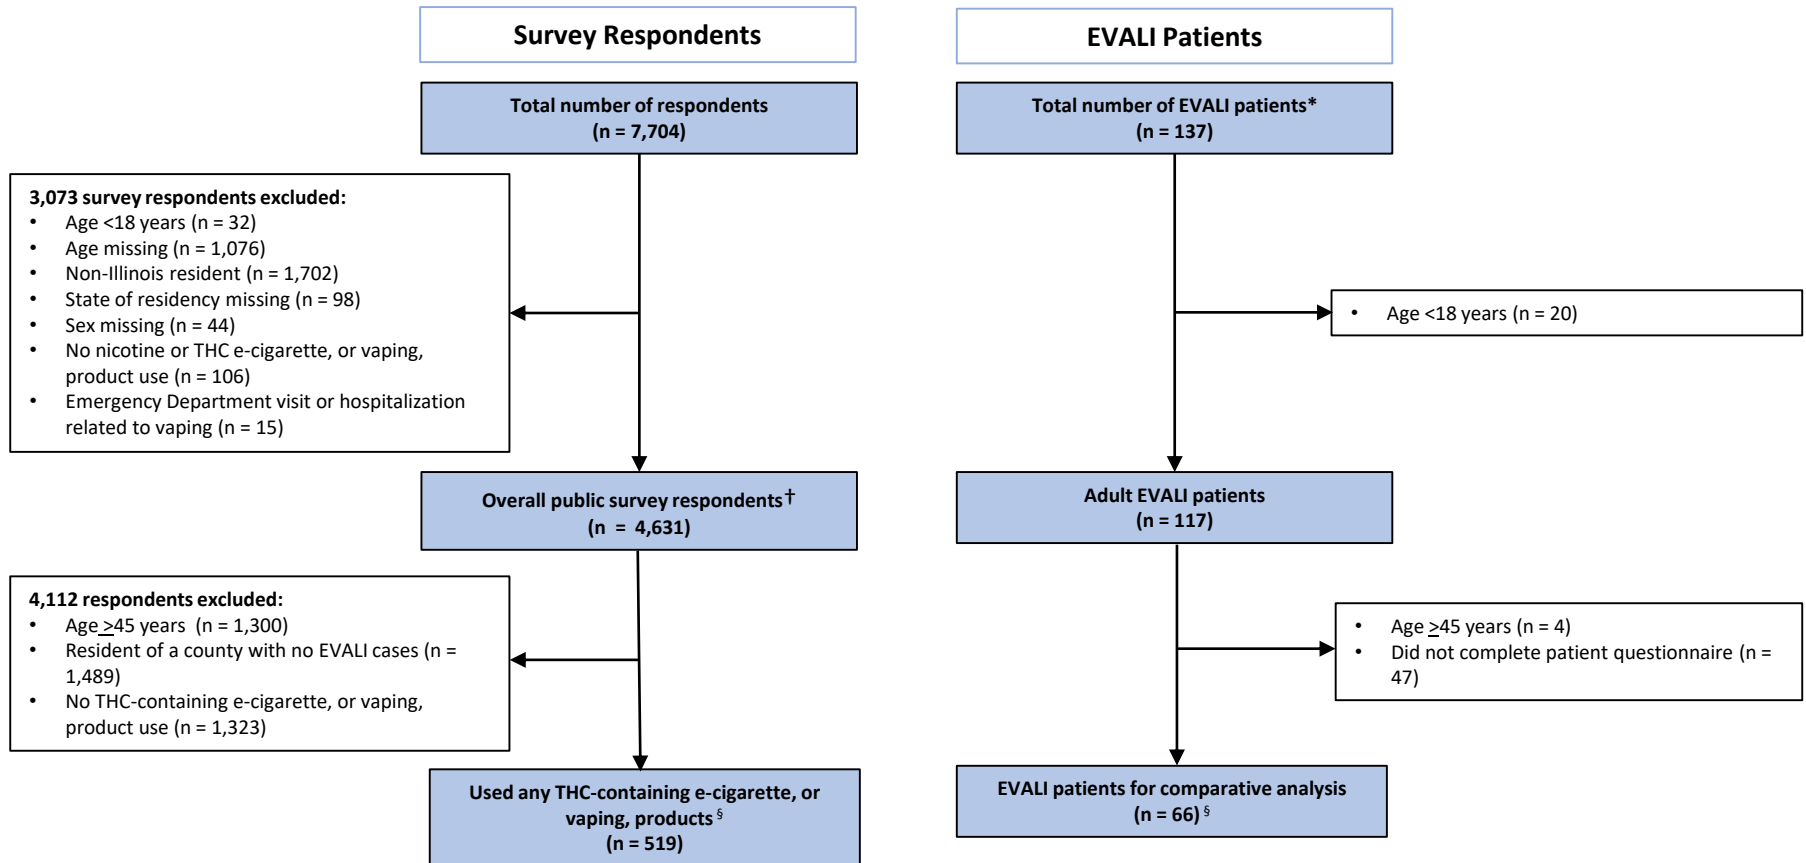 Survey Respondents
Total number of respondents
(n = 7,704)
3,073 survey respondents excluded:
• Age <18 years (n = 32)
• Age missing (n = 1,076)
• Non-Illinois resident (n = 1,702)
• State of residency missing (n = 98)
• Sex missing (n = 44)
• No nicotine or THC e-cigarette, or vaping,
product use (n = 106)
• Emergency Department visit or hospitalization
related to vaping (n = 15)
Overall public survey respondents†
(n = 4,631)
4,112 respondents excluded:
• Age ≥45 years (n = 1,300)
• Resident of a county with no EVALI cases (n =
1,489)
• No THC-containing e-cigarette, or vaping,
product use (n = 1,323)
Used any THC-containing e-cigarette, or
vaping, products §
(n = 519)
EVALI Patients
Total number of EVALI patients*
(n = 137)
• Age <18 years (n = 20)
Adult EVALI patients
(n = 117)
• Age ≥45 years (n = 4)
• Did not complete patient questionnaire (n =
47)
EVALI patients for comparative analysis
(n = 66) §